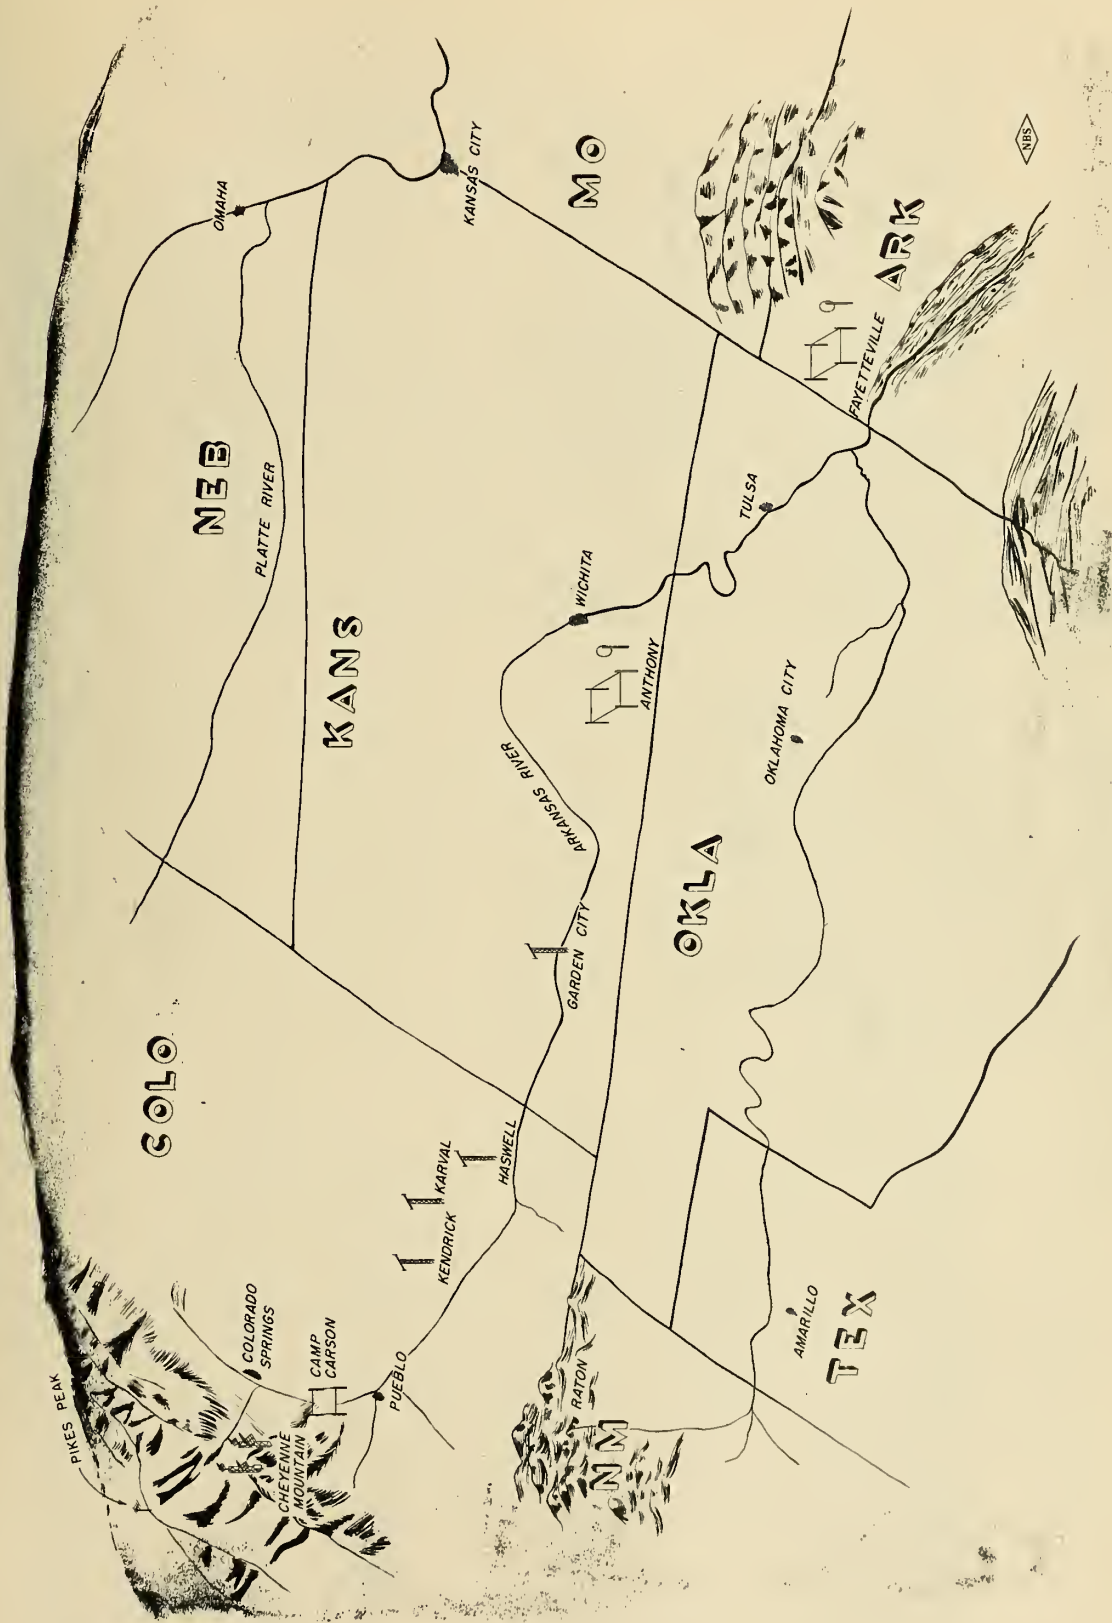 PIKES PEAK
COLORADO
SPRINGS
CHEYENNE
MOUNTAIN
CAMP
CARSON
PUEBLO
KENDRICK
KARVAL
HASWELL
COLO
NEB
PLATTE RIVER
OMAHA
KANS
KANSAS CITY
GARDEN CITY
ARKANSAS RIVER
WICHITA
ANTHONY
MO
RATON
NM
OKLA
TULSA
OKLAHOMA CITY
FAYETTEVILLE
ARK
AMARILLO
TEX
NBS